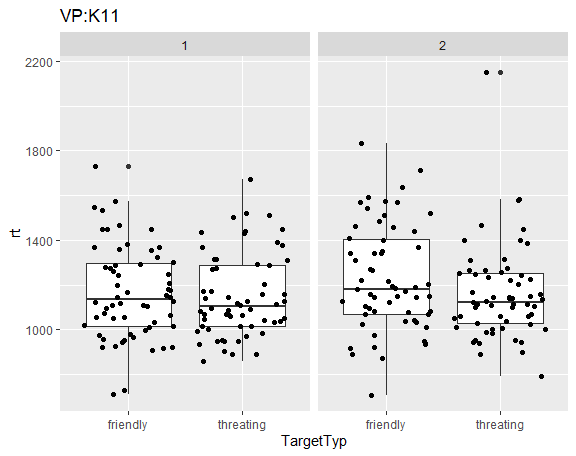 VP:K11
1
2
2200
1800
1400
1000
rt
friendly
threating
friendly
threating
TargetTyp